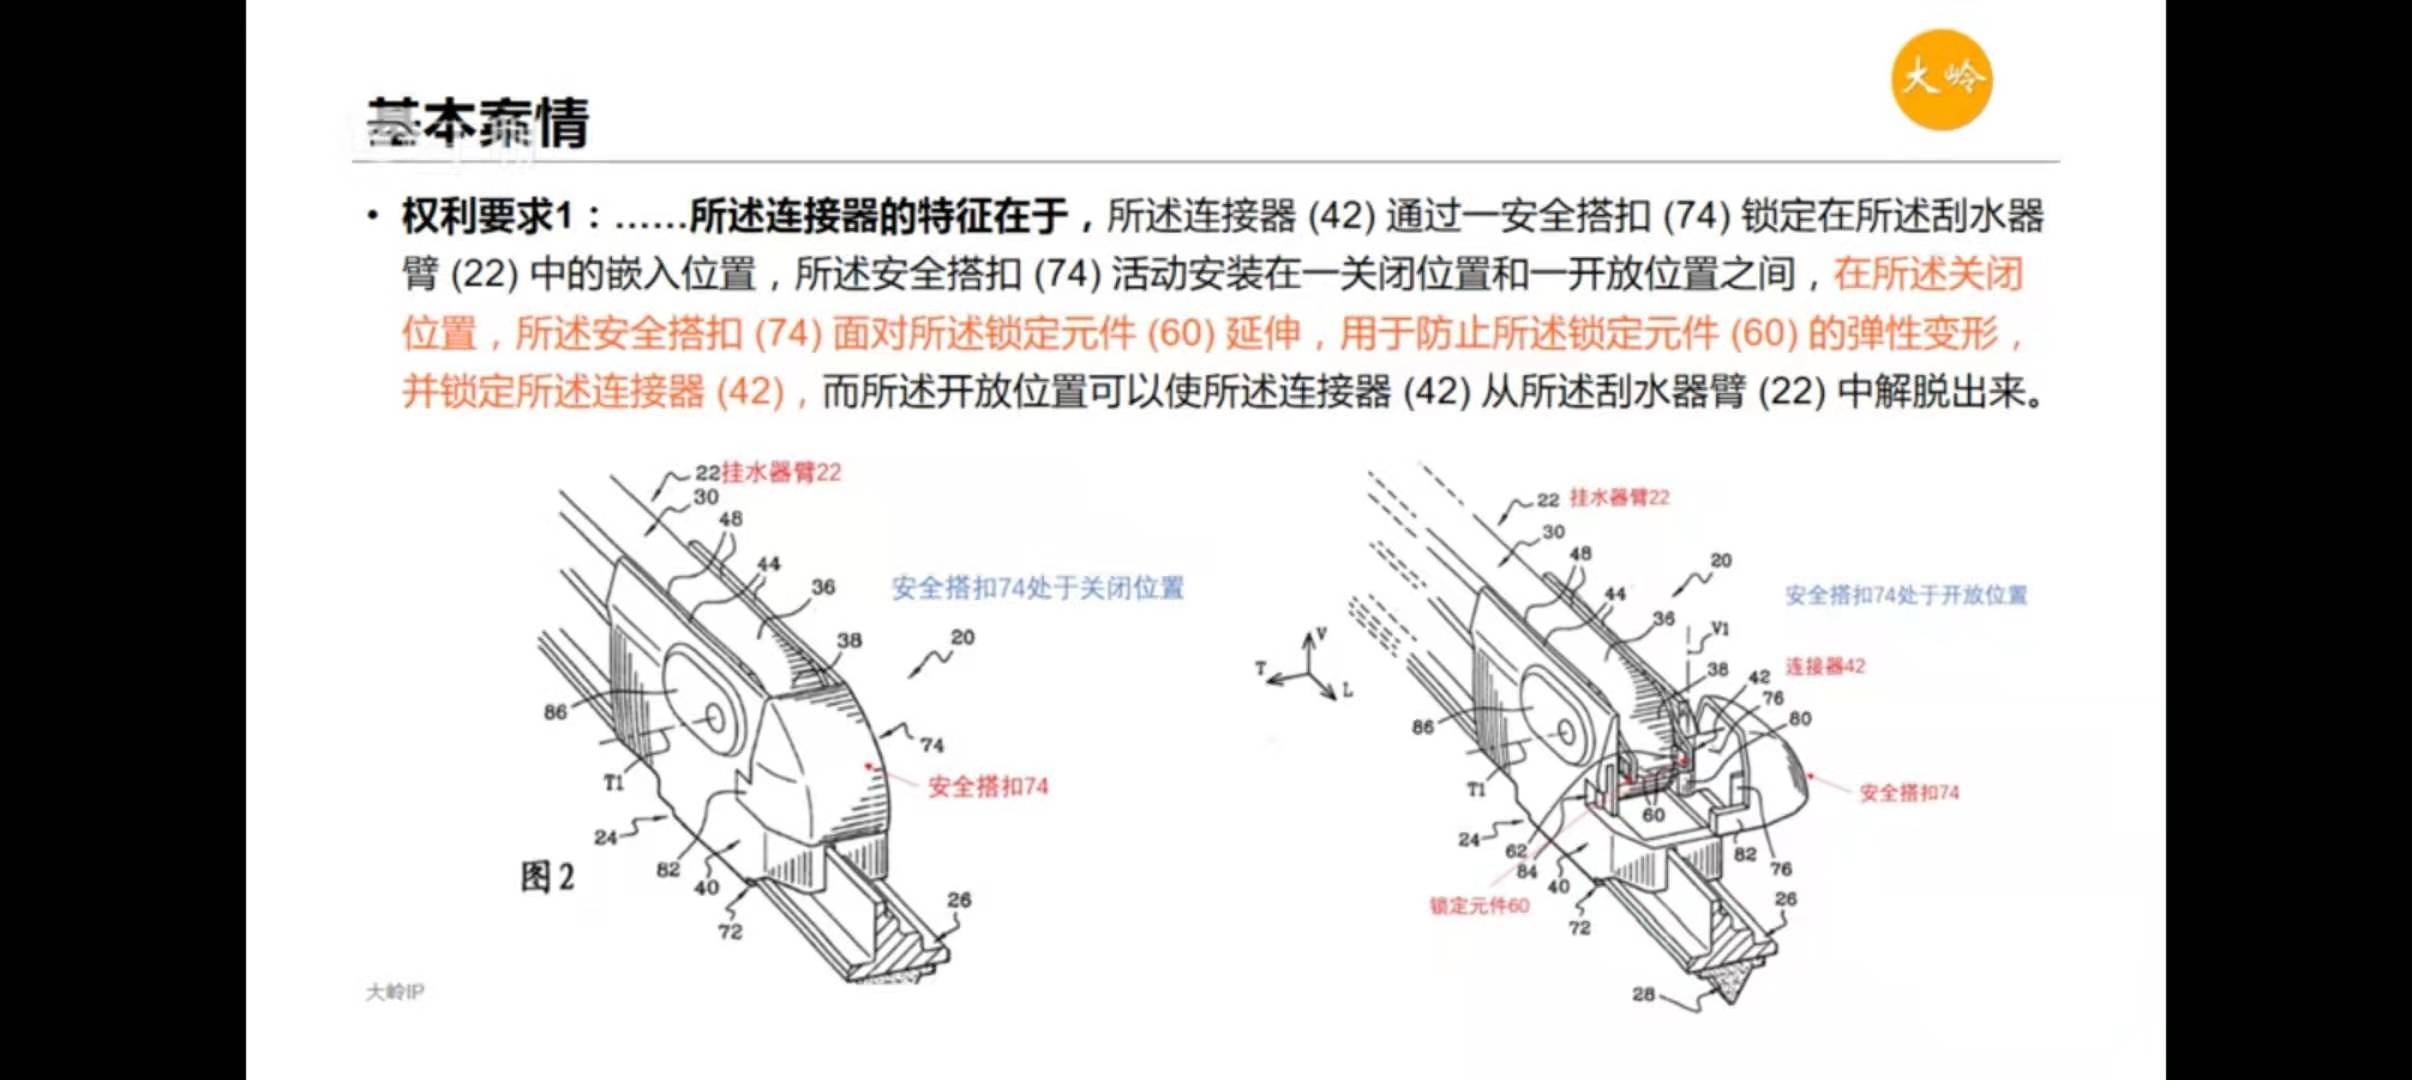 大岭
基本案情
• 权利要求1：……所述连接器的特征在于，所述连接器 (42) 通过一安全搭扣 (74) 锁定在所述刮水器
臂 (22) 中的嵌入位置，所述安全搭扣 (74) 活动安装在一关闭位置和一开放位置之间，在所述关闭
位置，所述安全搭扣 (74) 面对所述锁定元件 (60) 延伸，用于防止所述锁定元件 (60) 的弹性变形，
并锁定所述连接器 (42)，而所述开放位置可以使所述连接器 (42) 从所述刮水器臂 (22) 中解脱出来。
22挂水器臂22
30
48
44
36
安全搭扣74处于关闭位置
38
20
86
74
安全搭扣74
T1
24
82
40
图2
72
26
22 挂水器臂22
30
48
20
44
安全搭扣74处于开放位置
36
V1
V
T
L
38
42
连接器42
76
80
86
T1
安全搭扣74
60
24
62
84
40
82
76
锁定元件60
72
26
28
大岭IP